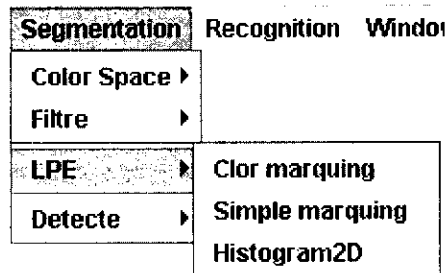 Segmentation Recognition Windo
Color Space
Filtre
LPE Clor marquing
Detecte Simple marquing
Histogram2D